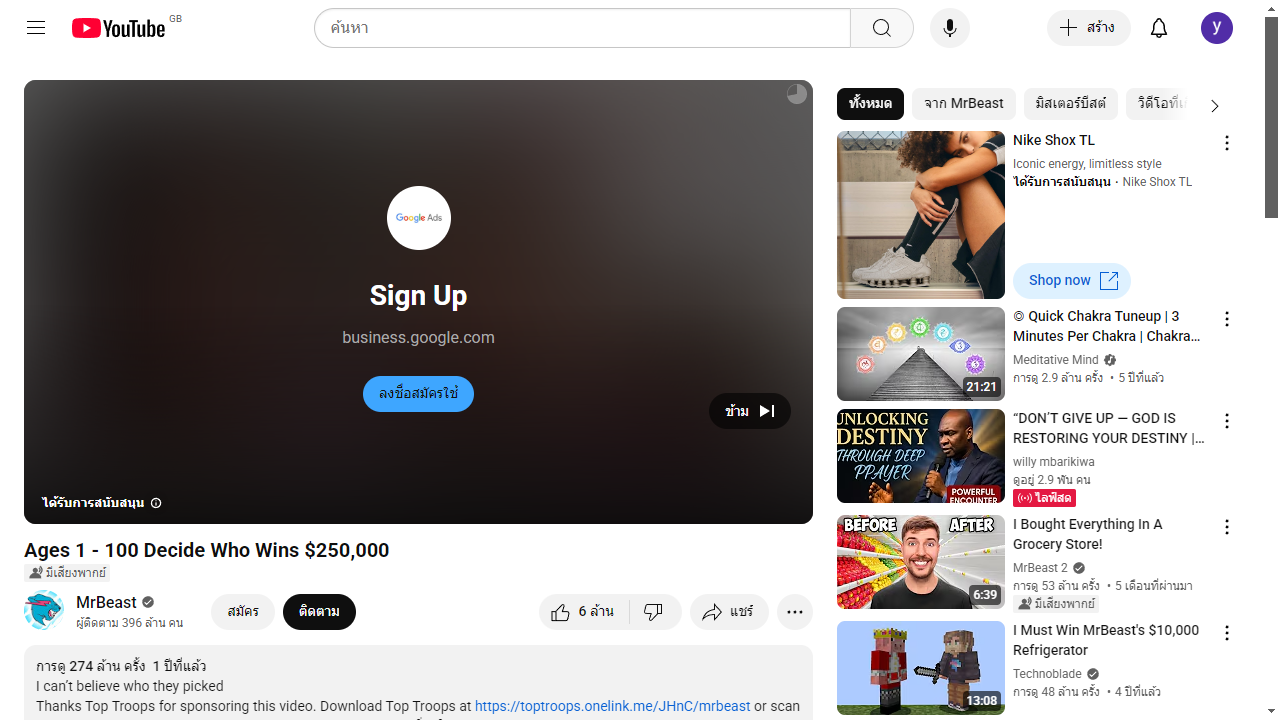 YouTube GB
ค้นหา
สร้าง
y
Google Ads
Sign Up
business.google.com
ลงชื่อสมัครใช้
ข้าม
ได้รับการสนับสนุน
Ages 1 - 100 Decide Who Wins $250,000
มีเสียงพากย์
MrBeast
ผู้ติดตาม 396 ล้าน คน
สมัคร
ติดตาม
6 ล้าน
แชร์
การดู 274 ล้าน ครั้ง 1 ปีที่แล้ว
I can't believe who they picked
Thanks Top Troops for sponsoring this video. Download Top Troops at https://toptroops.onelink.me/JHnC/mrbeast or scan
ทั้งหมด
จาก MrBeast
มิสเตอร์บีสต์
Nike Shox TL
Iconic energy, limitless style
ได้รับการสนับสนุน · Nike Shox TL
Shop now
21:21
© Quick Chakra Tuneup | 3
Minutes Per Chakra | Chakra...
Meditative Mind
การดู 2.9 ล้าน ครั้ง • 5 ปีที่แล้ว
UNLOCKING
DESTINY
THROUGH DEEP
PPAYER
POWERFUL
ENCOUNTER
“DON’T GIVE UP — GOD IS
RESTORING YOUR DESTINY |...
willy mbarikiwa
ดูอยู่ 2.9 พัน คน
ไลฟ์สด
BEFORE AFTER
6:39
I Bought Everything In A
Grocery Store!
MrBeast 2
การดู 53 ล้าน ครั้ง • 5 เดือนที่ผ่านมา
มีเสียงพากย์
13:08
I Must Win MrBeast's $10,000
Refrigerator
Technoblade
การดู 48 ล้าน ครั้ง • 4 ปีที่แล้ว